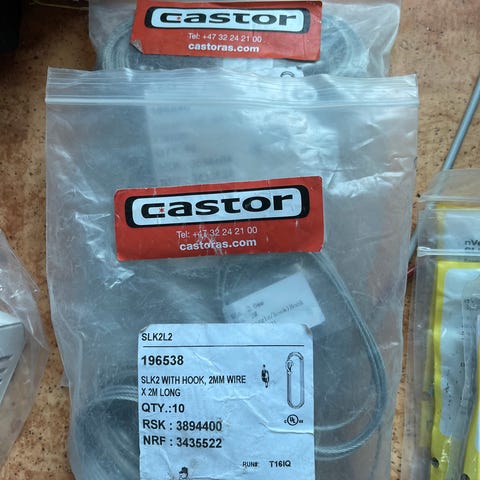 castor
Tel: +47 32 24 21 00
castoras.com
castor
Tel: +47 32 24 21 00
castoras.com
SLK2L2
196538
SLK2 WITH HOOK, 2MM WIRE
X 2M LONG
QTY.:10
RSK : 3894400
NRF : 3435522
RUN#: T16IQ